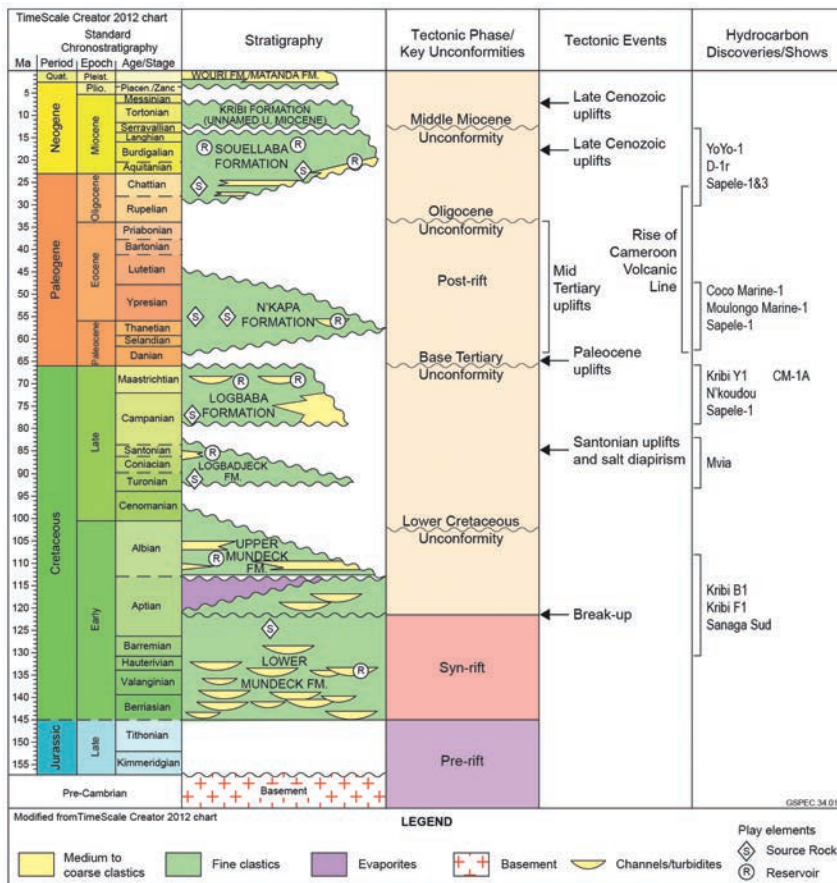 TimeScale Creator 2012 chart
Standard
Chronostratigraphy
Ma Period Epoch Age/Stage
Stratigraphy
Tectonic Phase/
Key Unconformities
Tectonic Events
Hydrocarbon
Discoveries/Shows
5
10
15
20
25
30
35
40
45
50
55
60
65
70
75
80
85
90
95
100
105
110
115
120
125
130
135
140
145
150
155
Quat.
Neogene
Paleogene
Cretaceous
Jurassic
Pleist.
Plio.
Miocene
Oligocene
Eocene
Paleocene
Late
Early
Late
Piacen./Zanc
Messinian
Tortonian
Serravallian
Langhian
Burdigalian
Aquitanian
Chattian
Rupelian
Priabonian
Bartonian
Lutetian
Ypresian
Thanetian
Selandian
Danian
Maastrichtian
Campanian
Santonian
Coniacian
Turonian
Cenomanian
Albian
Aptian
Barremian
Hauterivian
Valanginian
Berriasian
Tithonian
Kimmeridgian
Pre-Cambrian
WOURI FM./MATANDA FM.
KRIBI FORMATION
(UNNAMED U. MIOCENE)
R R
SOUELLABA
FORMATION
R
S
S
N'KAPA
FORMATION
S S R
R R
LOGBABA
FORMATION
S
R
LOGBADJECK
FM.
S
UPPER
MUNDECK
FM.
R
S
LOWER
MUNDECK FM.
R
Basement
Middle Miocene
Unconformity
Oligocene
Unconformity
Post-rift
Base Tertiary
Unconformity
Lower Cretaceous
Unconformity
Syn-rift
Pre-rift
Late Cenozoic
uplifts
Late Cenozoic
uplifts
Mid
Tertiary
uplifts
Rise of
Cameroon
Volcanic
Line
Paleocene
uplifts
Santonian uplifts
and salt diapirism
Break-up
YoYo-1
D-1r
Sapele-1&3
Coco Marine-1
Moulongo Marine-1
Sapele-1
Kribi Y1 CM-1A
N'koudou
Sapele-1
Mvia
Kribi B1
Kribi F1
Sanaga Sud
GSPEC.34.01
Modified fromTimeScale Creator 2012 chart
LEGEND
Medium to
coarse clastics
Fine clastics
Evaporites
Basement
Channels/turbidites
Play elements
S Source Rock
R Reservoir